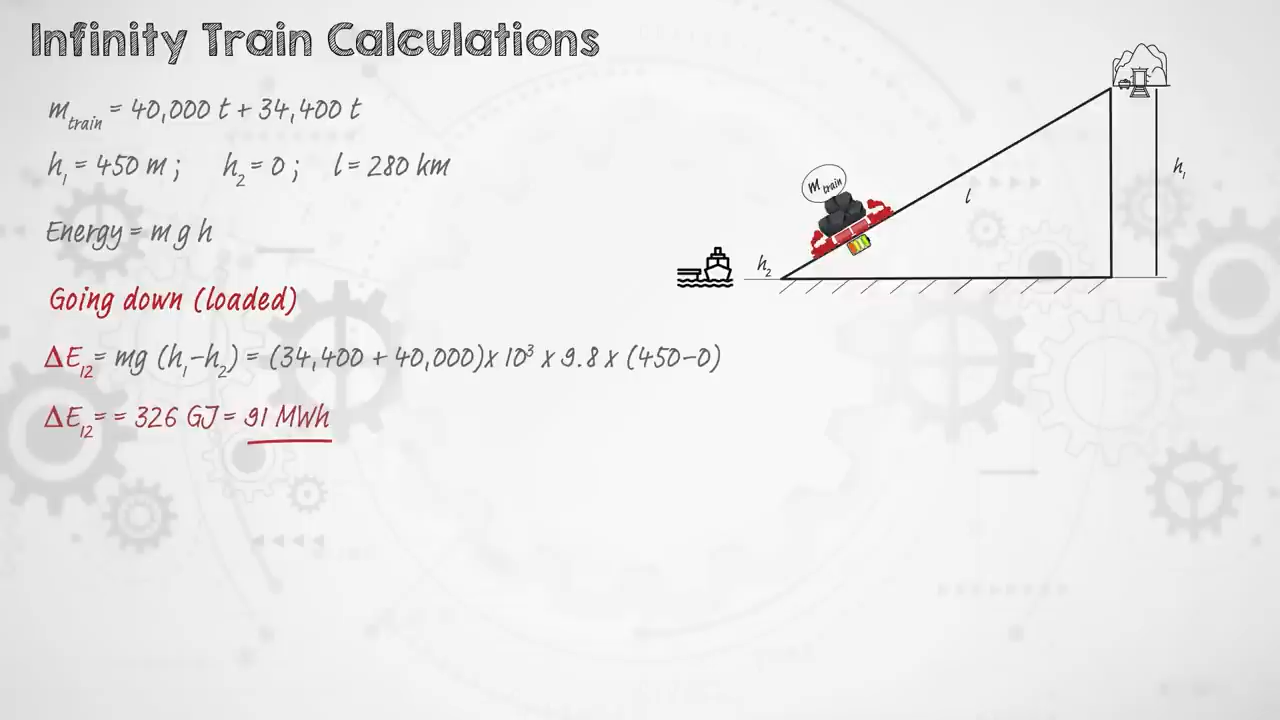 Infinity Train Calculations
m_train = 40,000 t + 34,400 t
h₁ = 450 m ; h₂ = 0 ; l = 280 km
Energy = m g h
Going down (loaded)
ΔE₁₂ = mg (h₁-h₂) = (34,400 + 40,000)x 10³ x 9.8 x (450-0)
ΔE₁₂ = = 326 GJ = 91 MWh
m_train
l
h₁
h₂